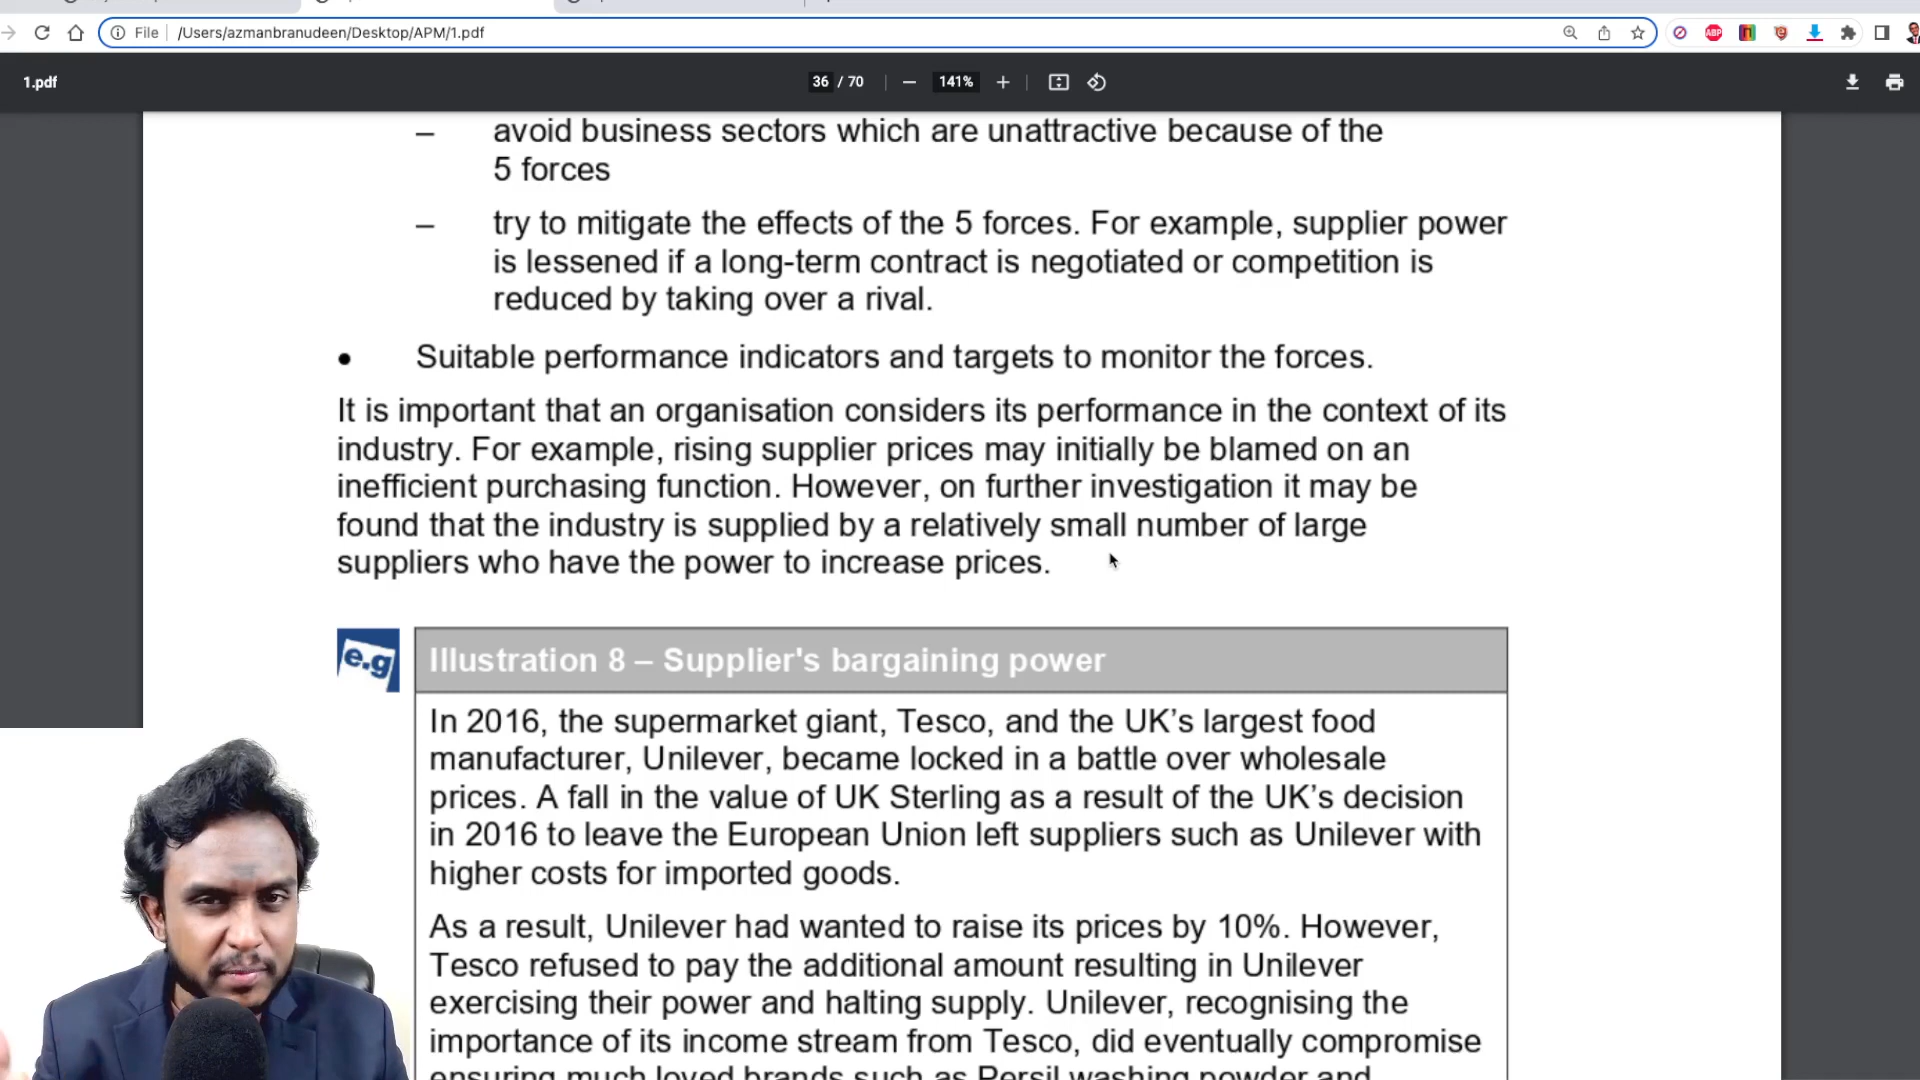 File
/Users/azmanbranudeen/Desktop/APM/1.pdf
ABP
1.pdf
36 / 70
141%
– avoid business sectors which are unattractive because of the
5 forces
– try to mitigate the effects of the 5 forces. For example, supplier power
is lessened if a long-term contract is negotiated or competition is
reduced by taking over a rival.
• Suitable performance indicators and targets to monitor the forces.
It is important that an organisation considers its performance in the context of its
industry. For example, rising supplier prices may initially be blamed on an
inefficient purchasing function. However, on further investigation it may be
found that the industry is supplied by a relatively small number of large
suppliers who have the power to increase prices.
e.g
Illustration 8 – Supplier's bargaining power
In 2016, the supermarket giant, Tesco, and the UK’s largest food
manufacturer, Unilever, became locked in a battle over wholesale
prices. A fall in the value of UK Sterling as a result of the UK’s decision
in 2016 to leave the European Union left suppliers such as Unilever with
higher costs for imported goods.
As a result, Unilever had wanted to raise its prices by 10%. However,
Tesco refused to pay the additional amount resulting in Unilever
exercising their power and halting supply. Unilever, recognising the
importance of its income stream from Tesco, did eventually compromise
ensuring much loved brands such as Persil washing powder and